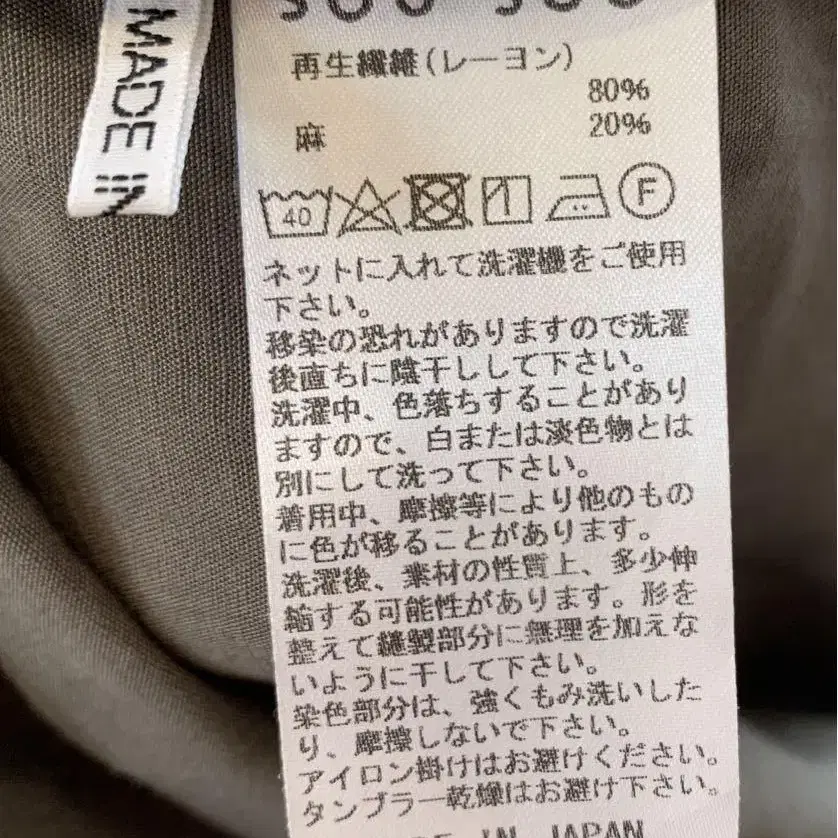 MADE IN
SOU・SOU
再生繊維(レーヨン)
80%
麻
20%
40
F
ネットに入れて洗濯機をご使用
下さい。
移染の恐れがありますので洗濯
後直ちに陰干しして下さい。
洗濯中、色落ちすることがあり
ますので、白または淡色物とは
別にして洗って下さい。
着用中、摩擦等により他のもの
に色が移ることがあります。
洗濯後、素材の性質上、多少伸
縮する可能性があります。形を
整えて縫製部分に無理を加えな
いように干して下さい。
染色部分は、強くもみ洗いした
り、摩擦しないで下さい。
アイロン掛けはお避けください。
タンブラー乾燥はお避け下さい。
MADE IN JAPAN